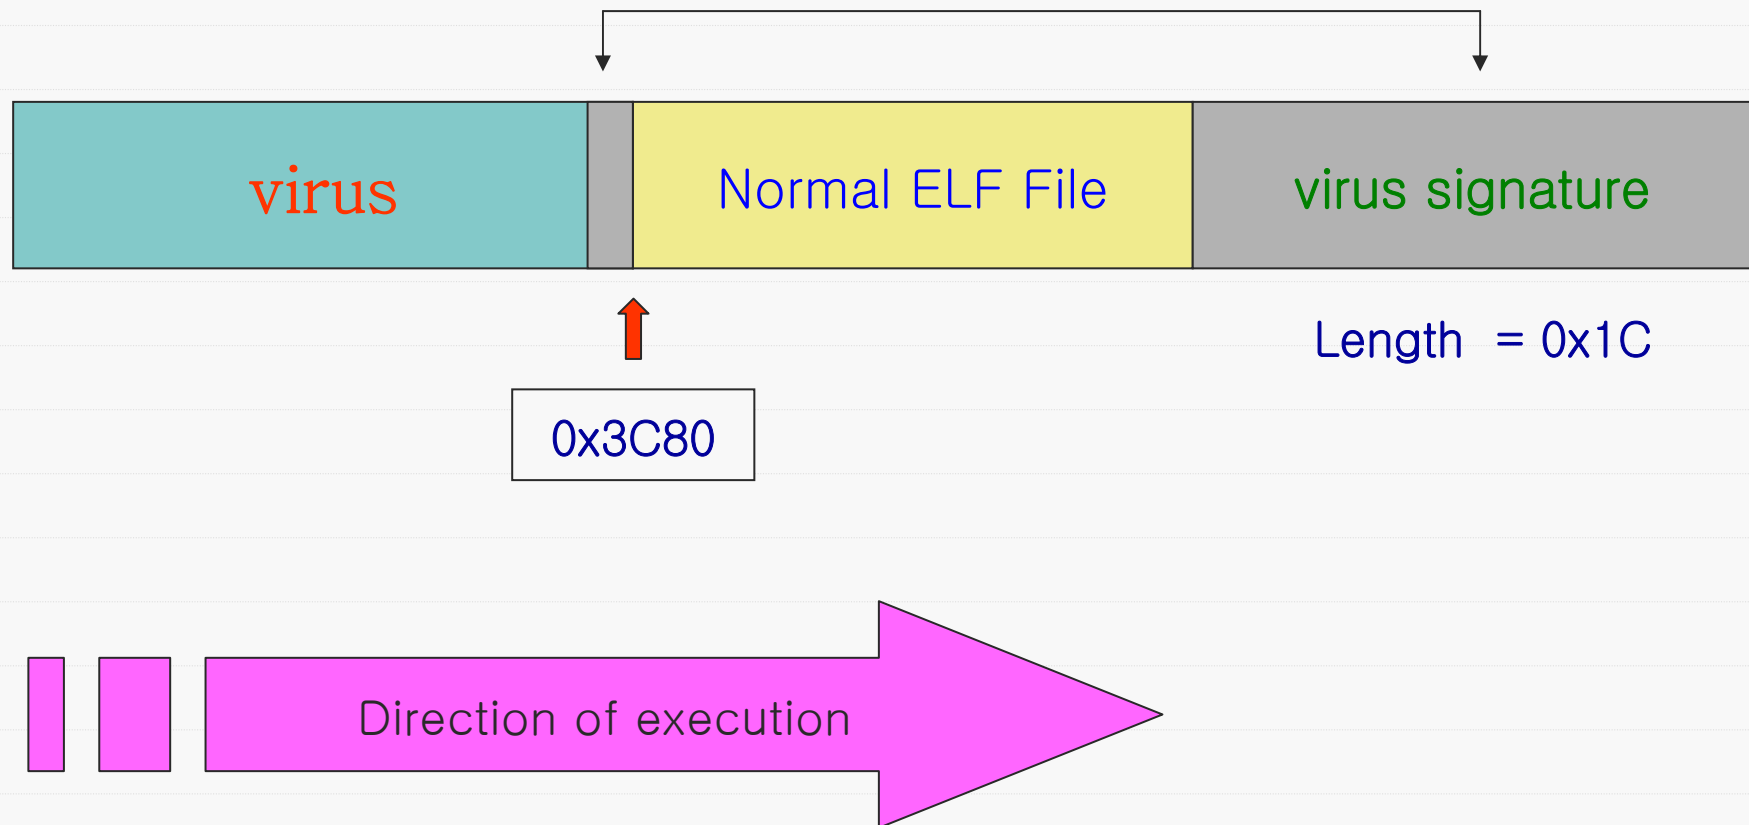 virus
Normal ELF File
virus signature
Length = 0x1C
0x3C80
Direction of execution